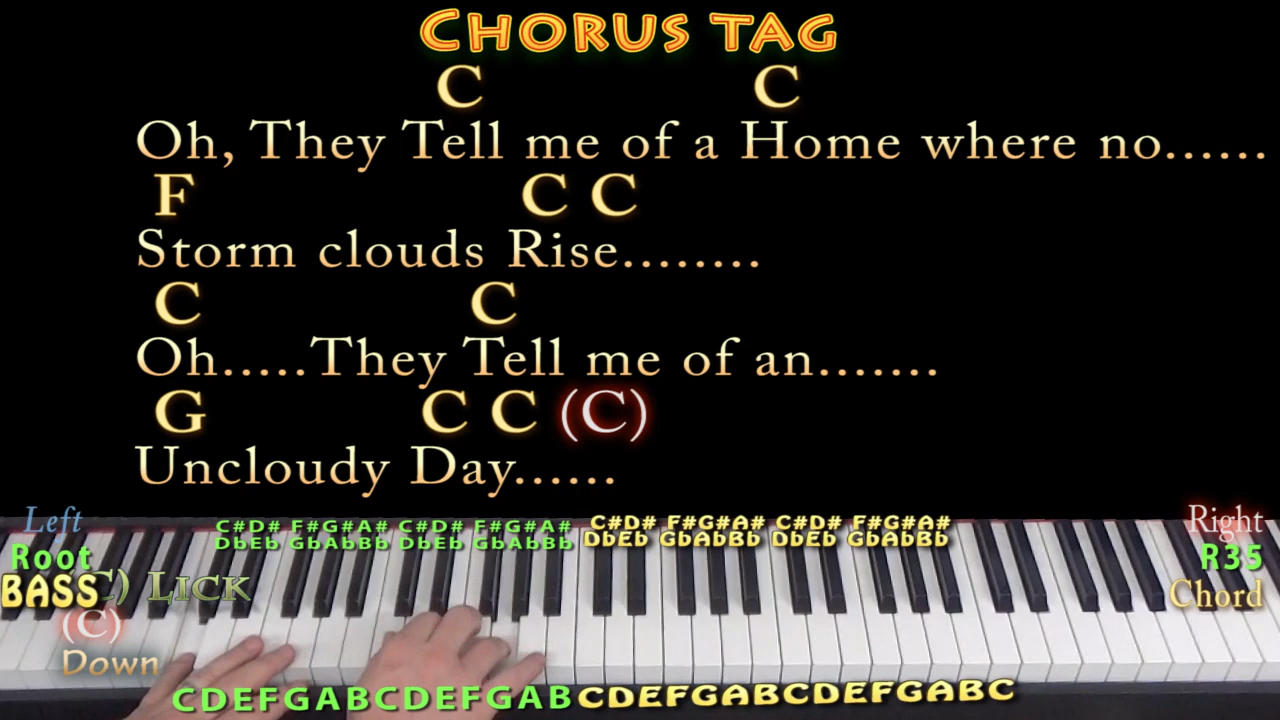 CHORUS TAG
C C
Oh, They Tell me of a Home where no......
F C C
Storm clouds Rise........
C C
Oh.....They Tell me of an.......
G C C (C)
Uncloudy Day......
Left
Root
BASS
C) LICK
(C)
Down
C#D# F#G#A# C#D# F#G#A# C#D# F#G#A# C#D# F#G#A#
DbEb GbAbBb DbEb GbAbBb DbEb GbAbBb DbEb GbAbBb
Right
R35
Chord
CDEFGABCDEFGABCDEFGABCDEFGABC